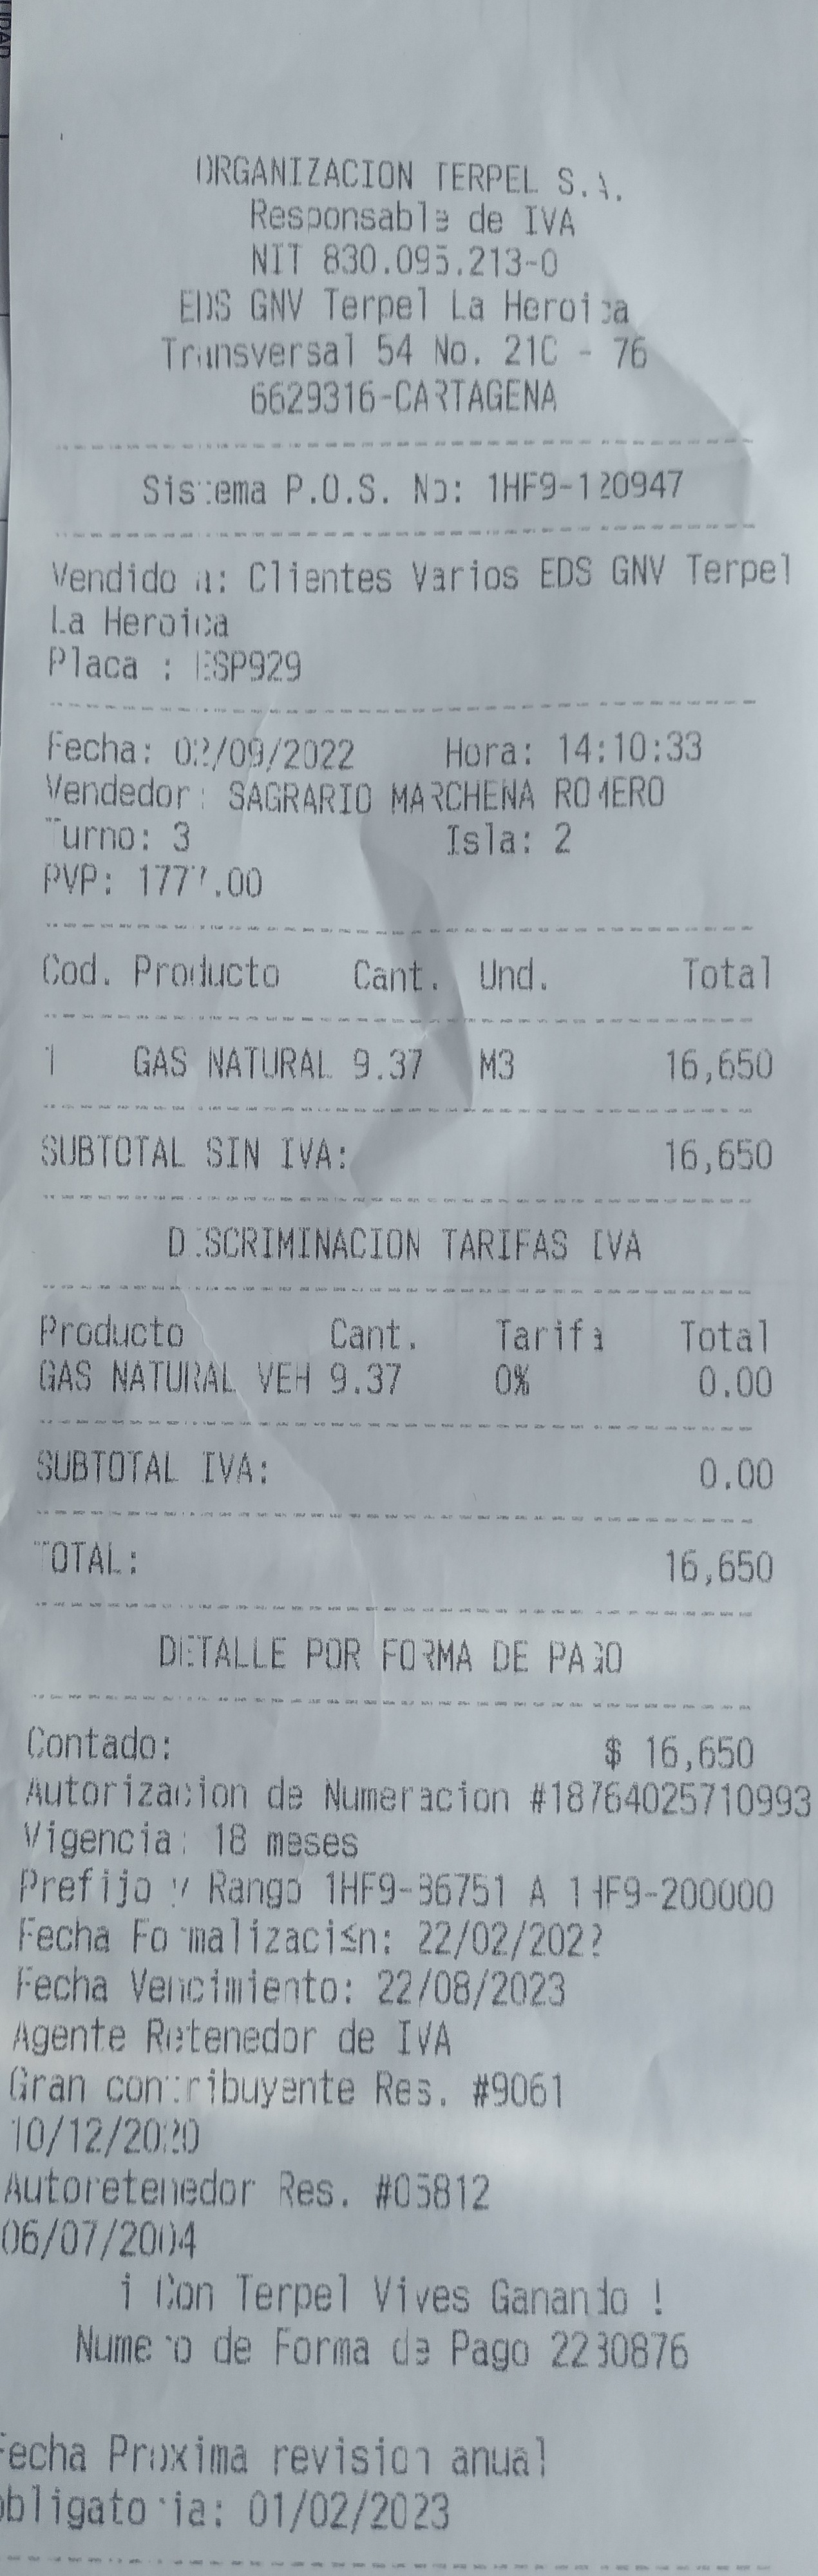 ORGANIZACION TERPEL S.A.
Responsable de IVA
NIT 830.095.213-0
EDS GNV Terpel La Heroica
Transversal 54 No. 21C - 76
6629316-CARTAGENA
Sistema P.O.S. No: 1HF9-120947
Vendido a: Clientes Varios EDS GNV Terpel
La Heroica
Placa : ESP929
Fecha: 02/09/2022 Hora: 14:10:33
Vendedor: SAGRARIO MARCHENA ROMERO
Turno: 3 Isla: 2
PVP: 1777.00
Cod. Producto Cant. Und. Total
1 GAS NATURAL 9.37 M3 16,650
SUBTOTAL SIN IVA: 16,650
DISCRIMINACION TARIFAS IVA
Producto Cant. Tarifa Total
GAS NATURAL VEH 9.37 0% 0.00
SUBTOTAL IVA: 0.00
TOTAL: 16,650
DETALLE POR FORMA DE PAGO
Contado: $ 16,650
Autorizacion de Numeracion #18764025710993
Vigencia: 18 meses
Prefijo y Rango 1HF9-86751 A 1HF9-200000
Fecha Formalizaci≤n: 22/02/2022
Fecha Vencimiento: 22/08/2023
Agente Retenedor de IVA
Gran contribuyente Res. #9061
10/12/2020
Autoretenedor Res. #05812
06/07/2004
¡ Con Terpel Vives Ganando !
Numero de Forma de Pago 2230876
Fecha Proxima revision anual
obligatoria: 01/02/2023